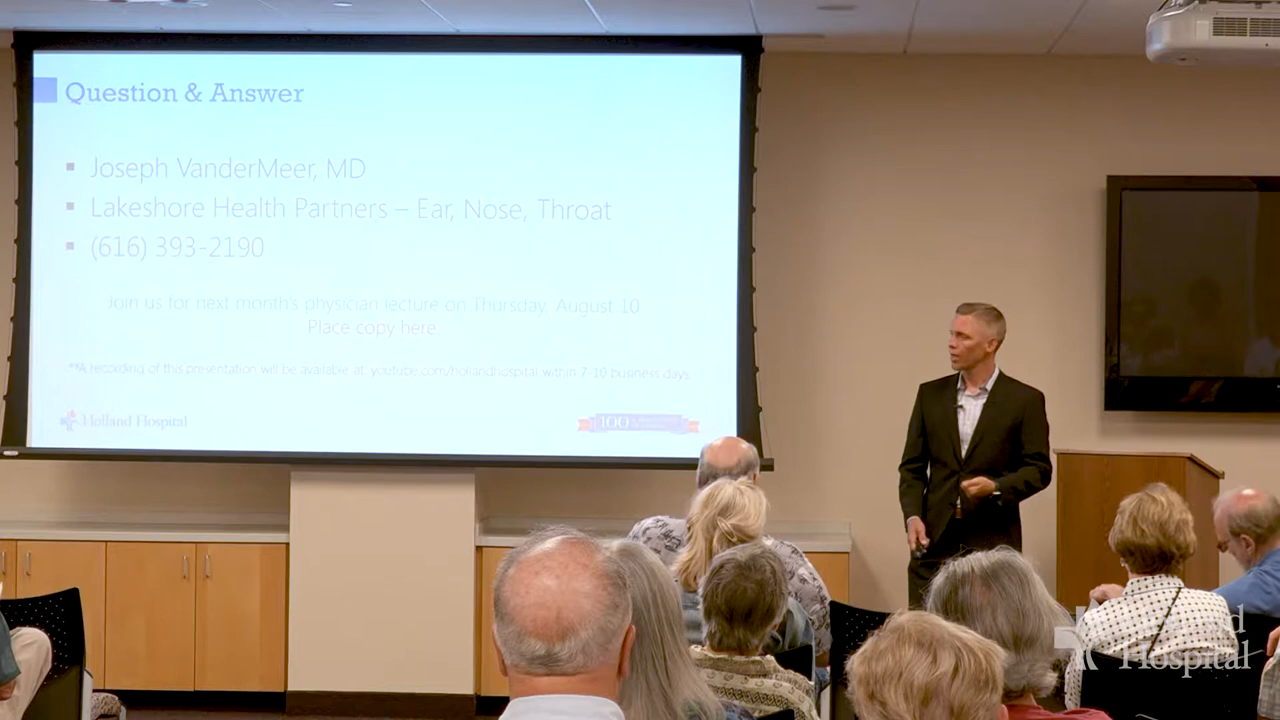 Question & Answer
Joseph VanderMeer, MD
Lakeshore Health Partners – Ear, Nose, Throat
(616) 393-2190
Join us for next month's physician lecture on Thursday, August 10
Place copy here.
**A recording of this presentation will be available at: youtube.com/hollandhospital within 7-10 business days.
Holland Hospital
100
Holland
Hospital